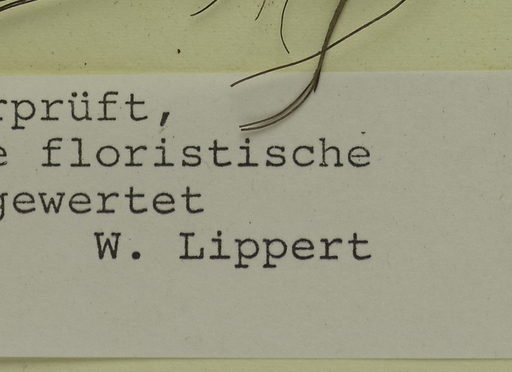 rprüft,
e floristische
gewertet
W. Lippert